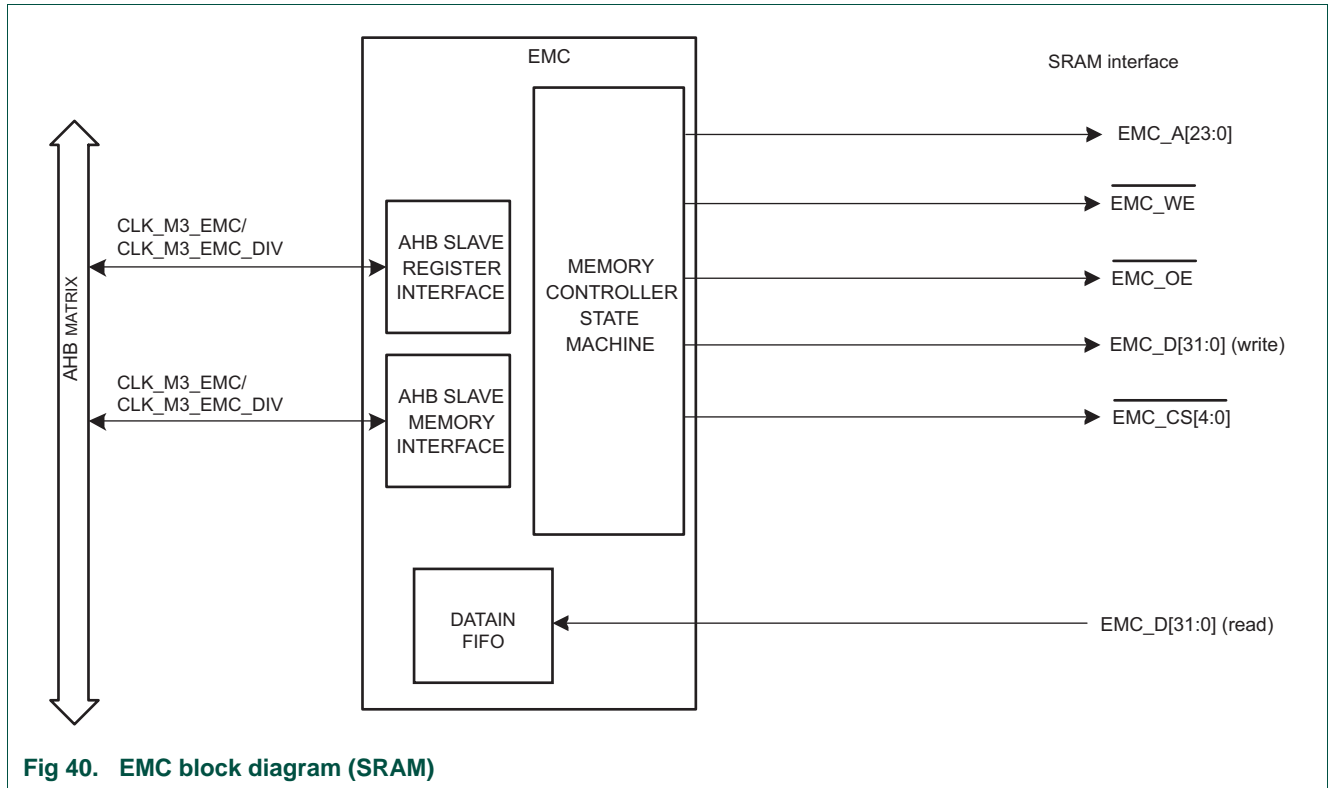 EMC
SRAM interface
AHB MATRIX
CLK_M3_EMC/
CLK_M3_EMC_DIV
AHB SLAVE
REGISTER
INTERFACE
CLK_M3_EMC/
CLK_M3_EMC_DIV
AHB SLAVE
MEMORY
INTERFACE
MEMORY
CONTROLLER
STATE
MACHINE
DATAIN
FIFO
EMC_A[23:0]
EMC_WE
EMC_OE
EMC_D[31:0] (write)
EMC_CS[4:0]
EMC_D[31:0] (read)
Fig 40. EMC block diagram (SRAM)